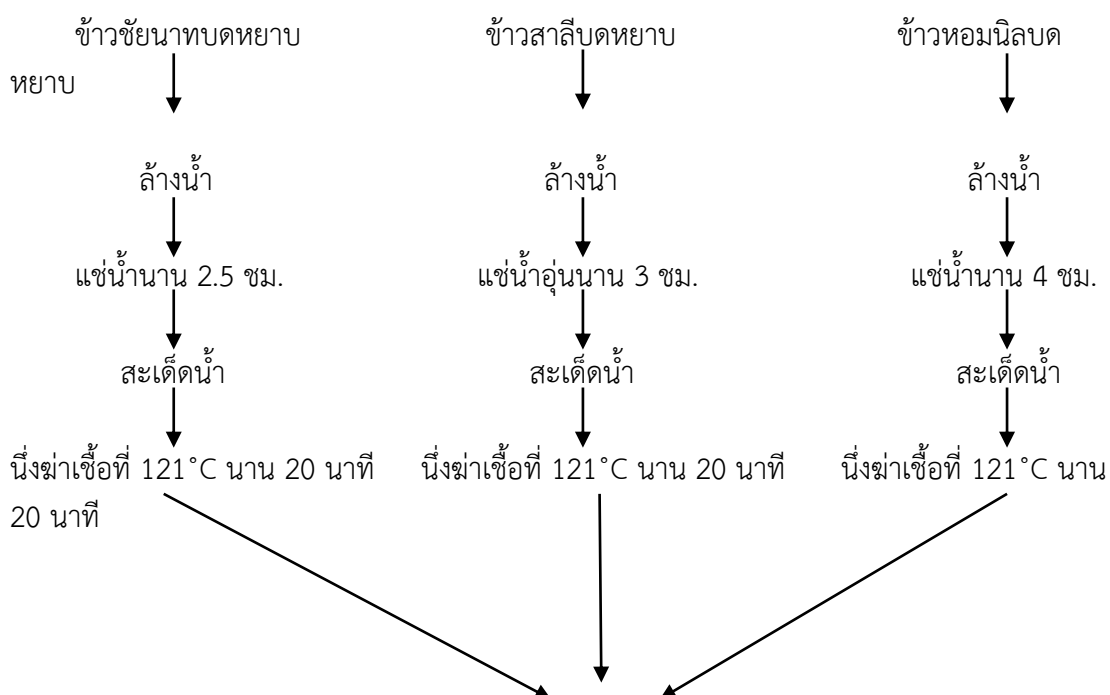 ข้าวชัยนาทบดหยาบ ข้าวสาลีบดหยาบ ข้าวหอมนิลบด
หยาบ
ล้างน้ำ ล้างน้ำ ล้างน้ำ
แช่น้ำนาน 2.5 ชม. แช่น้ำอุ่นนาน 3 ชม. แช่น้ำนาน 4 ชม.
สะเด็ดน้ำ สะเด็ดน้ำ สะเด็ดน้ำ
นึ่งฆ่าเชื้อที่ 121˚C นาน 20 นาที นึ่งฆ่าเชื้อที่ 121˚C นาน 20 นาที นึ่งฆ่าเชื้อที่ 121˚C นาน
20 นาที